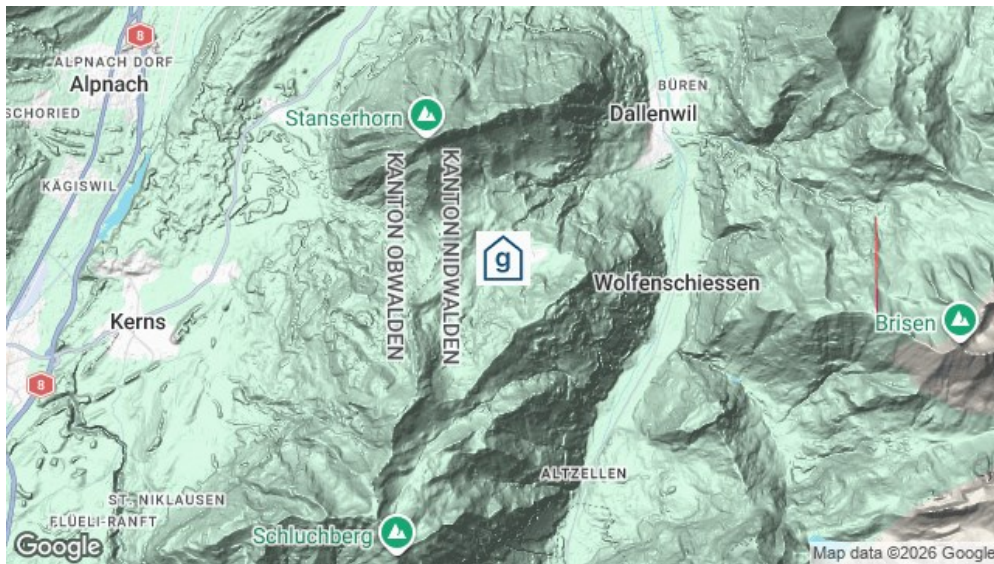 8
ALPNACH DORF
Alpnach
SCHORIED
BÜREN
Dallenwil
Stanserhorn
KÄGISWIL
KANTON OBWALDEN
KANTON NIDWALDEN
g
Wolfenschiessen
Kerns
Brisen
8
ALTZELLEN
ST. NIKLAUSEN
FLÜELI-RANFT
Schluchberg
Google
Map data ©2026 Google